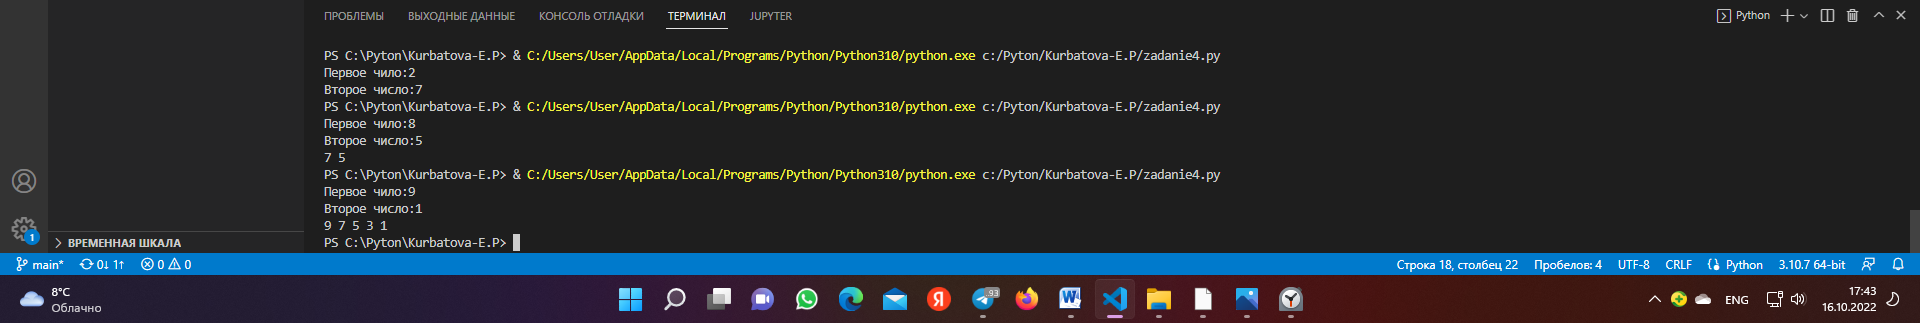 ПРОБЛЕМЫ ВЫХОДНЫЕ ДАННЫЕ КОНСОЛЬ ОТЛАДКИ ТЕРМИНАЛ JUPYTER Python
PS C:\Pyton\Kurbatova-E.P> & C:/Users/User/AppData/Local/Programs/Python/Python310/python.exe c:/Pyton/Kurbatova-E.P/zadanie4.py
Первое чило:2
Второе число:7
PS C:\Pyton\Kurbatova-E.P> & C:/Users/User/AppData/Local/Programs/Python/Python310/python.exe c:/Pyton/Kurbatova-E.P/zadanie4.py
Первое чило:8
Второе число:5
7 5
PS C:\Pyton\Kurbatova-E.P> & C:/Users/User/AppData/Local/Programs/Python/Python310/python.exe c:/Pyton/Kurbatova-E.P/zadanie4.py
Первое чило:9
Второе число:1
9 7 5 3 1
PS C:\Pyton\Kurbatova-E.P>
1
ВРЕМЕННАЯ ШКАЛА
main* 0↓ 1↑ 0 0 Строка 18, столбец 22 Пробелов: 4 UTF-8 CRLF Python 3.10.7 64-bit
8°C
Облачно
Я
93
W
ENG
17:43
16.10.2022